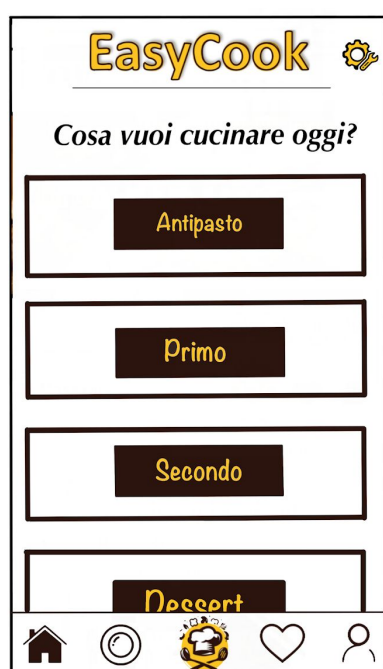 EasyCook
Cosa vuoi cucinare oggi?
Antipasto
Primo
Secondo
Dessert